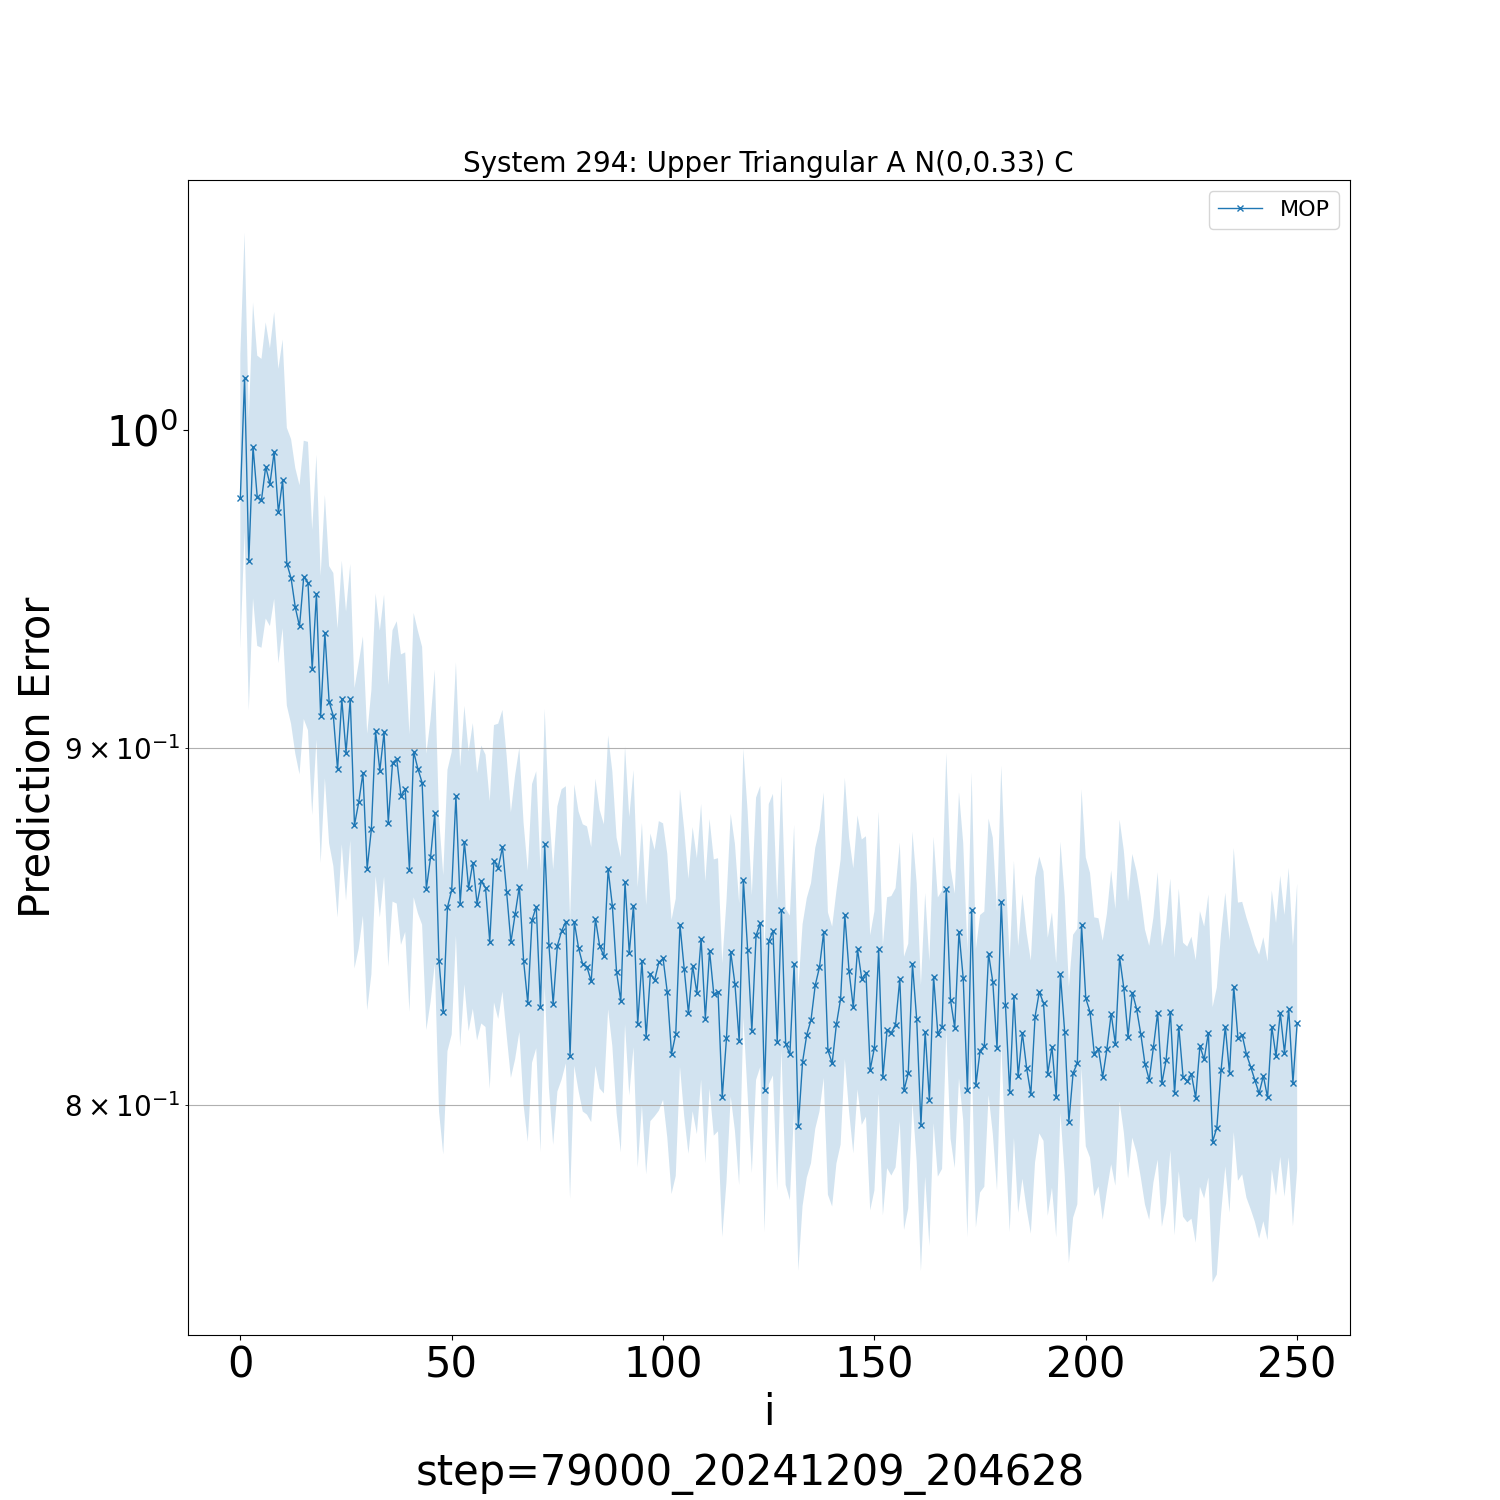 System 294: Upper Triangular A N(0,0.33) C
MOP
10⁰
9 × 10⁻¹
8 × 10⁻¹
Prediction Error
0 50 100 150 200 250
i
step=79000_20241209_204628